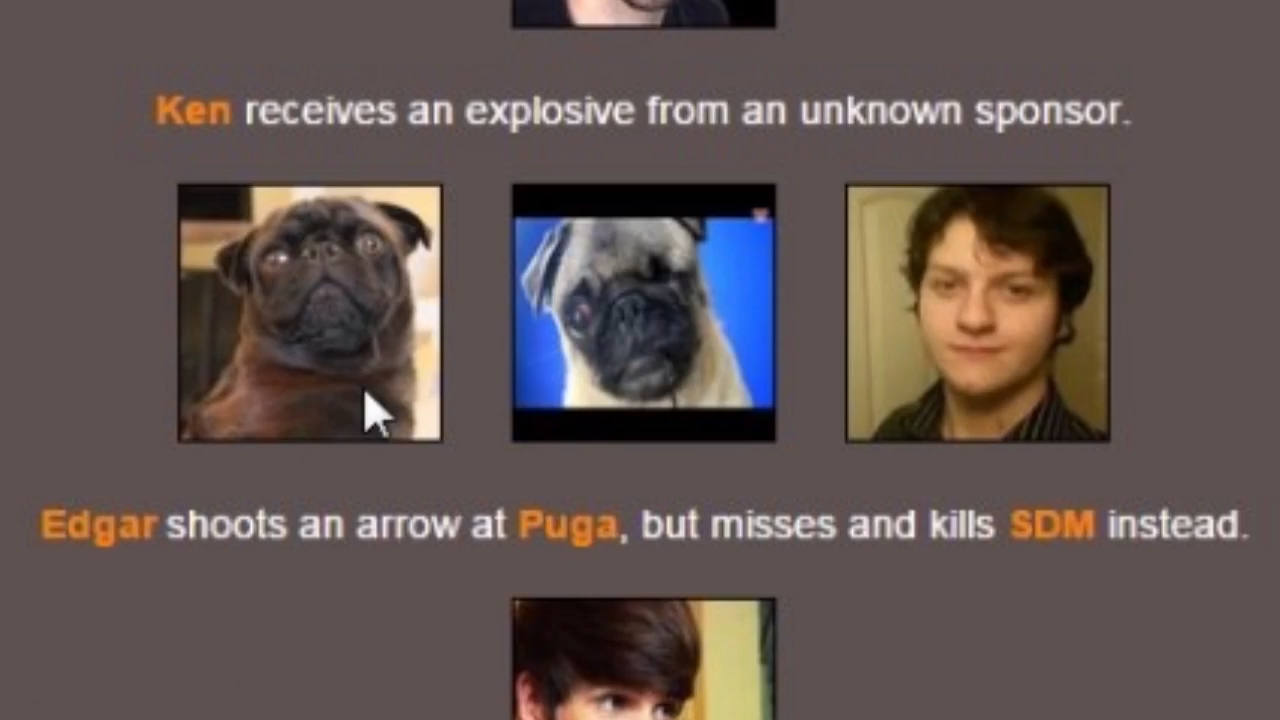 Ken receives an explosive from an unknown sponsor.
Edgar shoots an arrow at Puga, but misses and kills SDM instead.